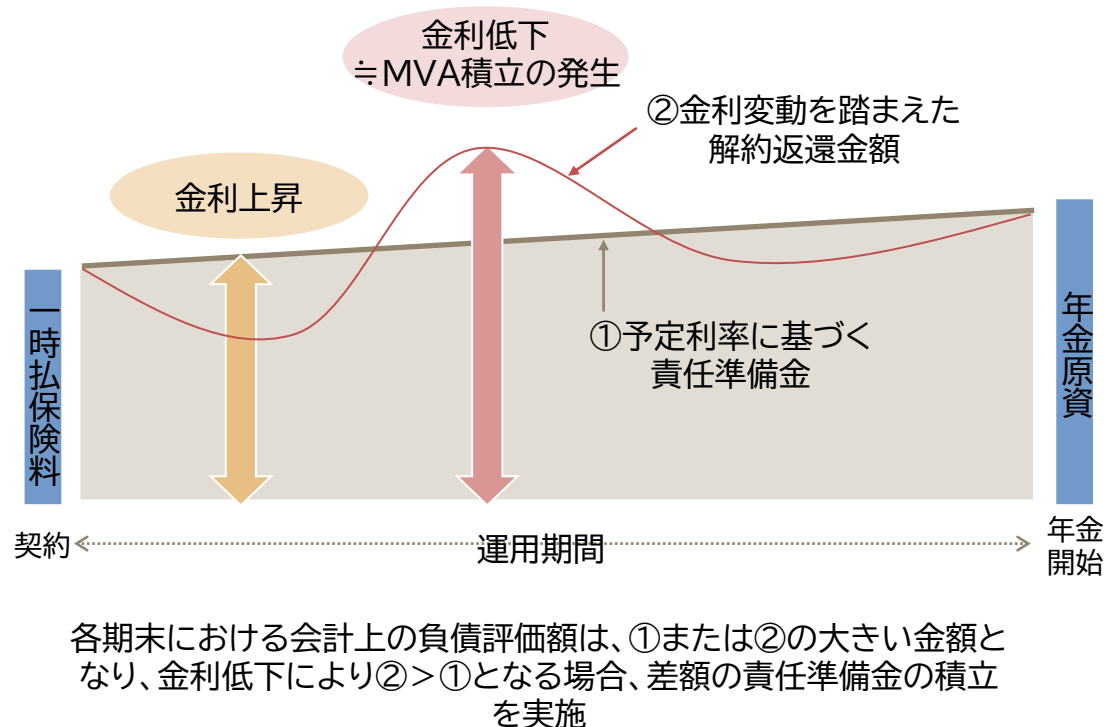 金利低下
≒MVA積立の発生
②金利変動を踏まえた
解約返還金額
金利上昇
一時払保険料
①予定利率に基づく
責任準備金
年金原資
契約
運用期間
年金
開始
各期末における会計上の負債評価額は、①または②の大きい金額と
なり、金利低下により②＞①となる場合、差額の責任準備金の積立
を実施